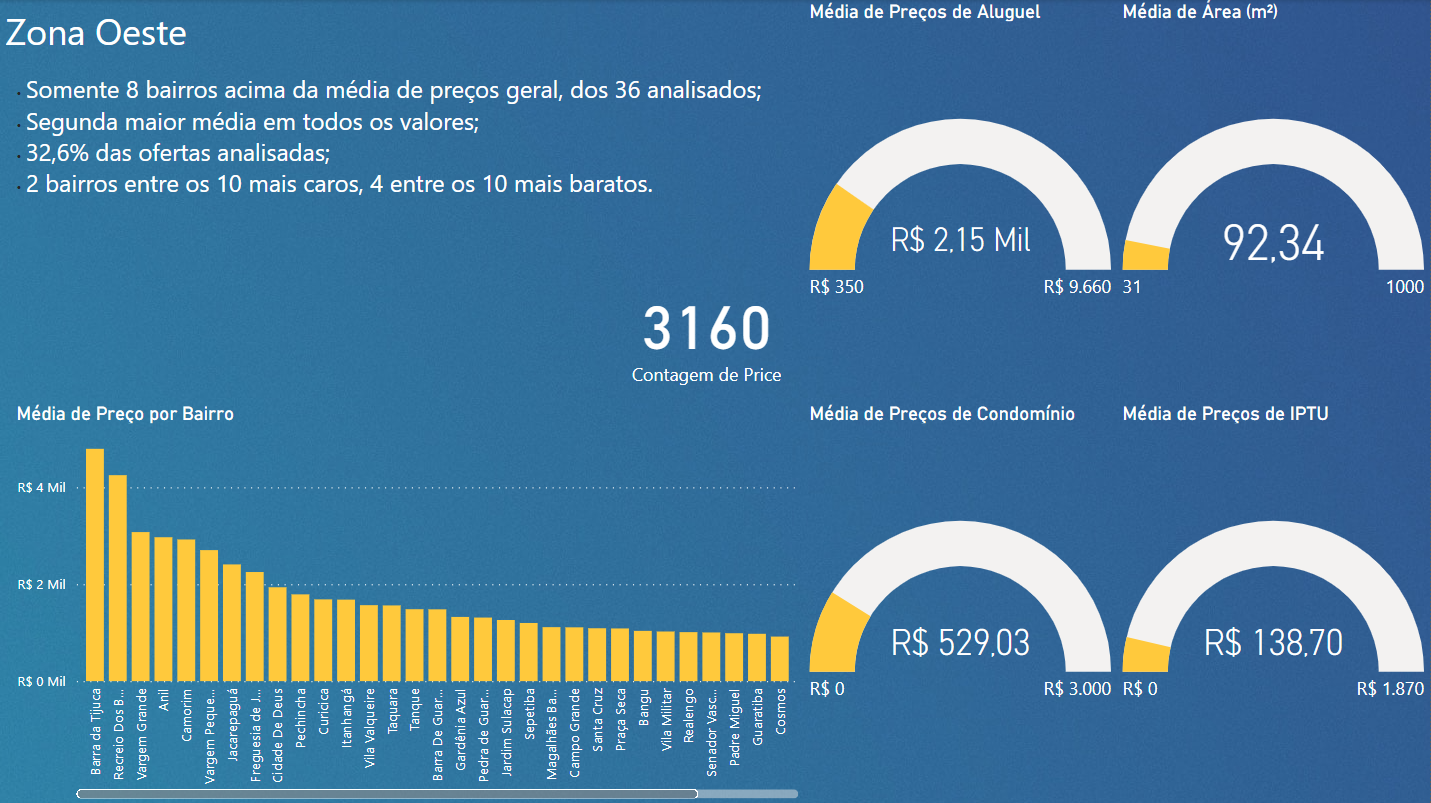 Zona Oeste
· Somente 8 bairros acima da média de preços geral, dos 36 analisados;
· Segunda maior média em todos os valores;
· 32,6% das ofertas analisadas;
· 2 bairros entre os 10 mais caros, 4 entre os 10 mais baratos.
Média de Preços de Aluguel
R$ 2,15 Mil
R$ 350
R$ 9.660
Média de Área (m²)
92,34
31
1000
3160
Contagem de Price
Média de Preço por Bairro
R$ 4 Mil
R$ 2 Mil
R$ 0 Mil
Barra da Tijuca
Recreio Dos B...
Vargem Grande
Anil
Camorim
Vargem Peque...
Jacarepaguá
Freguesia de J...
Cidade De Deus
Pechincha
Curicica
Itanhangá
Vila Valqueire
Taquara
Tanque
Barra De Guar...
Gardênia Azul
Pedra de Guar...
Jardim Sulacap
Sepetiba
Magalhães Ba...
Campo Grande
Santa Cruz
Praça Seca
Bangu
Vila Militar
Realengo
Senador Vasc...
Padre Miguel
Guaratiba
Cosmos
Média de Preços de Condomínio
R$ 529,03
R$ 0
R$ 3.000
Média de Preços de IPTU
R$ 138,70
R$ 0
R$ 1.870